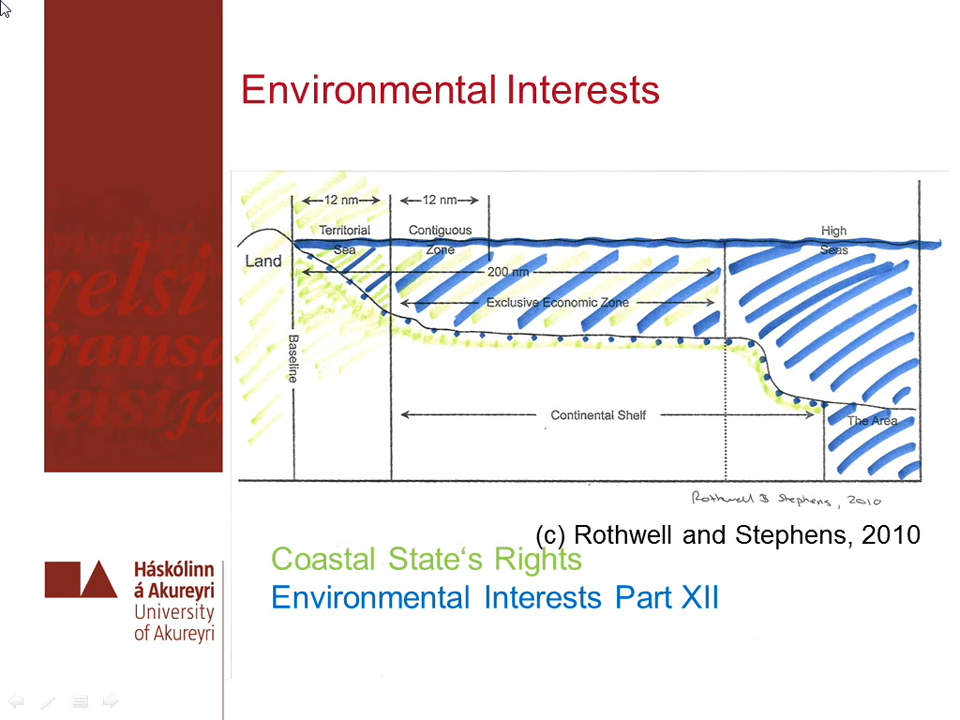 Environmental Interests
12 nm
12 nm
Territorial
Sea
Contiguous
Zone
High
Seas
Land
200 nm
Exclusive Economic Zone
Baseline
Continental Shelf
The Area
Rothwell & Stephens, 2010
(c) Rothwell and Stephens, 2010
Coastal State‘s Rights
Environmental Interests Part XII
Háskólinn
á Akureyri
University
of Akureyri